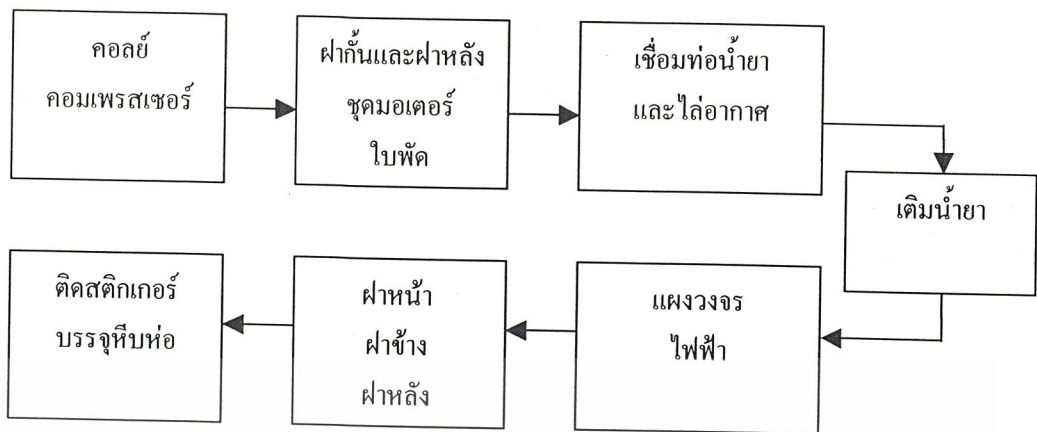 คอลย์
คอมเพรสเซอร์
ฝากั้นและฝาหลัง
ชุดมอเตอร์
ใบพัด
เชื่อมท่อน้ำยา
และไล่อากาศ
เติมน้ำยา
แผงวงจร
ไฟฟ้า
ฝาหน้า
ฝาข้าง
ฝาหลัง
ติดสติกเกอร์
บรรจุหีบห่อ